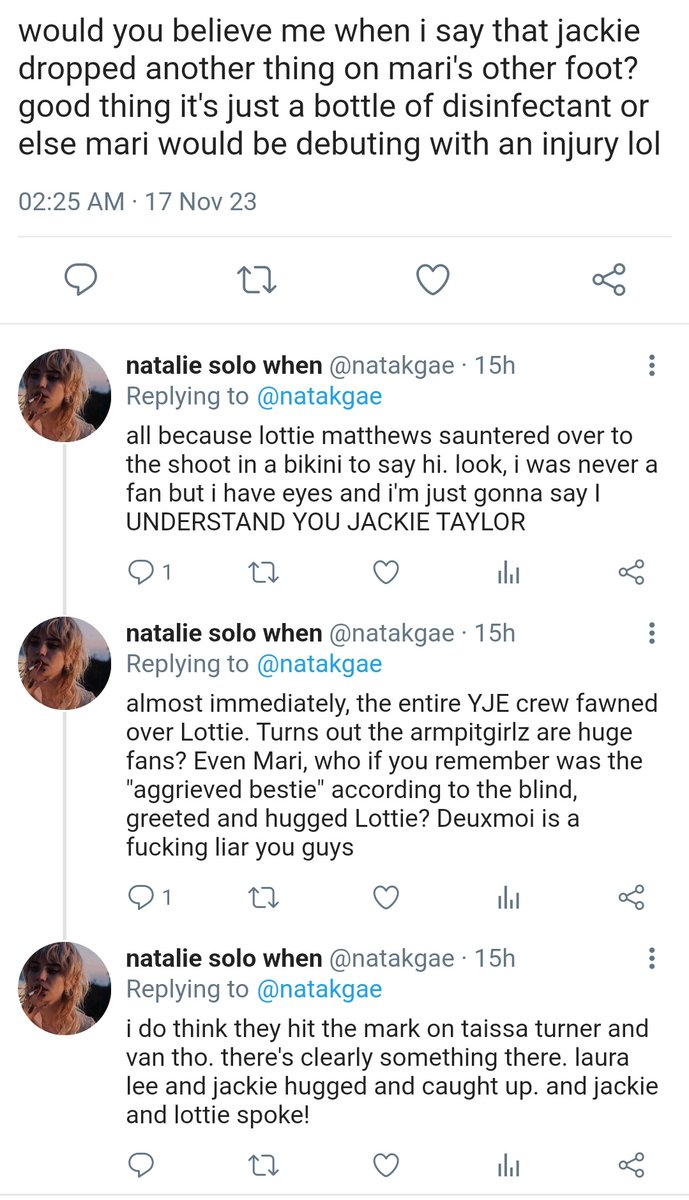 would you believe me when i say that jackie
dropped another thing on mari's other foot?
good thing it's just a bottle of disinfectant or
else mari would be debuting with an injury lol
02:25 AM · 17 Nov 23
natalie solo when @natakgae · 15h
Replying to @natakgae
all because lottie matthews sauntered over to
the shoot in a bikini to say hi. look, i was never a
fan but i have eyes and i'm just gonna say I
UNDERSTAND YOU JACKIE TAYLOR
1
natalie solo when @natakgae · 15h
Replying to @natakgae
almost immediately, the entire YJE crew fawned
over Lottie. Turns out the armpitgirlz are huge
fans? Even Mari, who if you remember was the
"aggrieved bestie" according to the blind,
greeted and hugged Lottie? Deuxmoi is a
fucking liar you guys
1
natalie solo when @natakgae · 15h
Replying to @natakgae
i do think they hit the mark on taissa turner and
van tho. there's clearly something there. laura
lee and jackie hugged and caught up. and jackie
and lottie spoke!